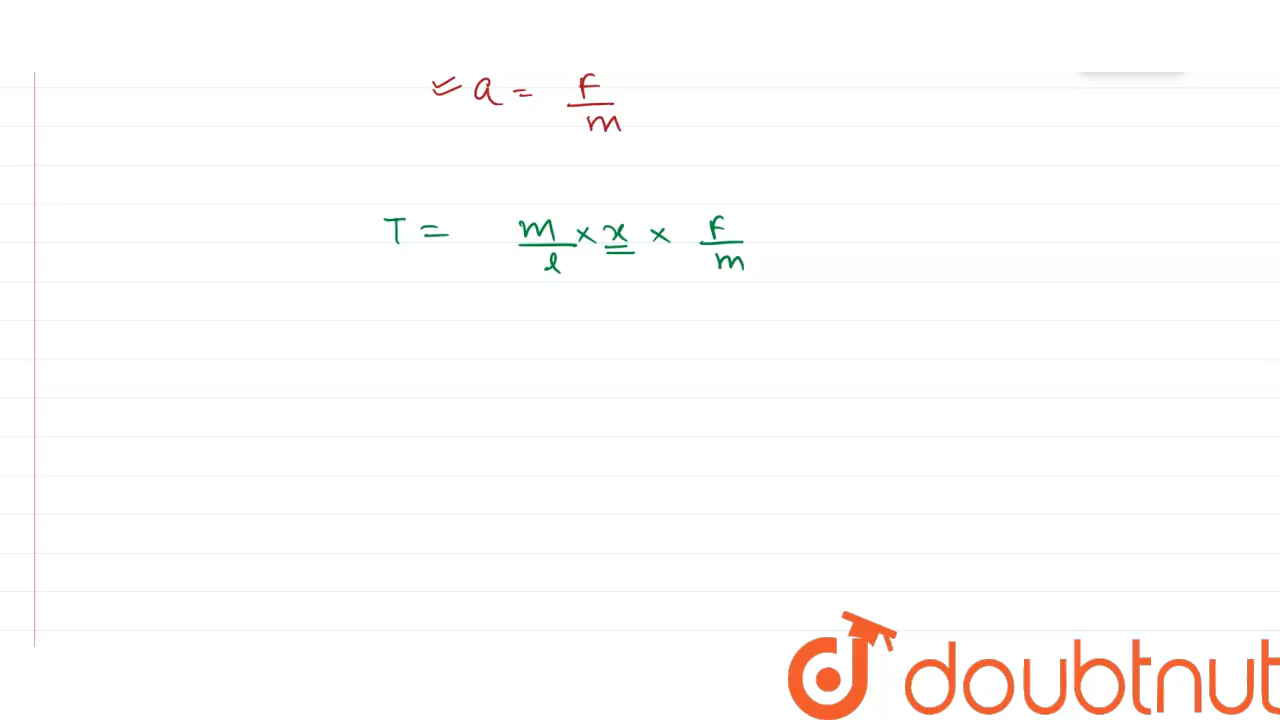 a = F/m
T = m/l × x × F/m
doubtnut